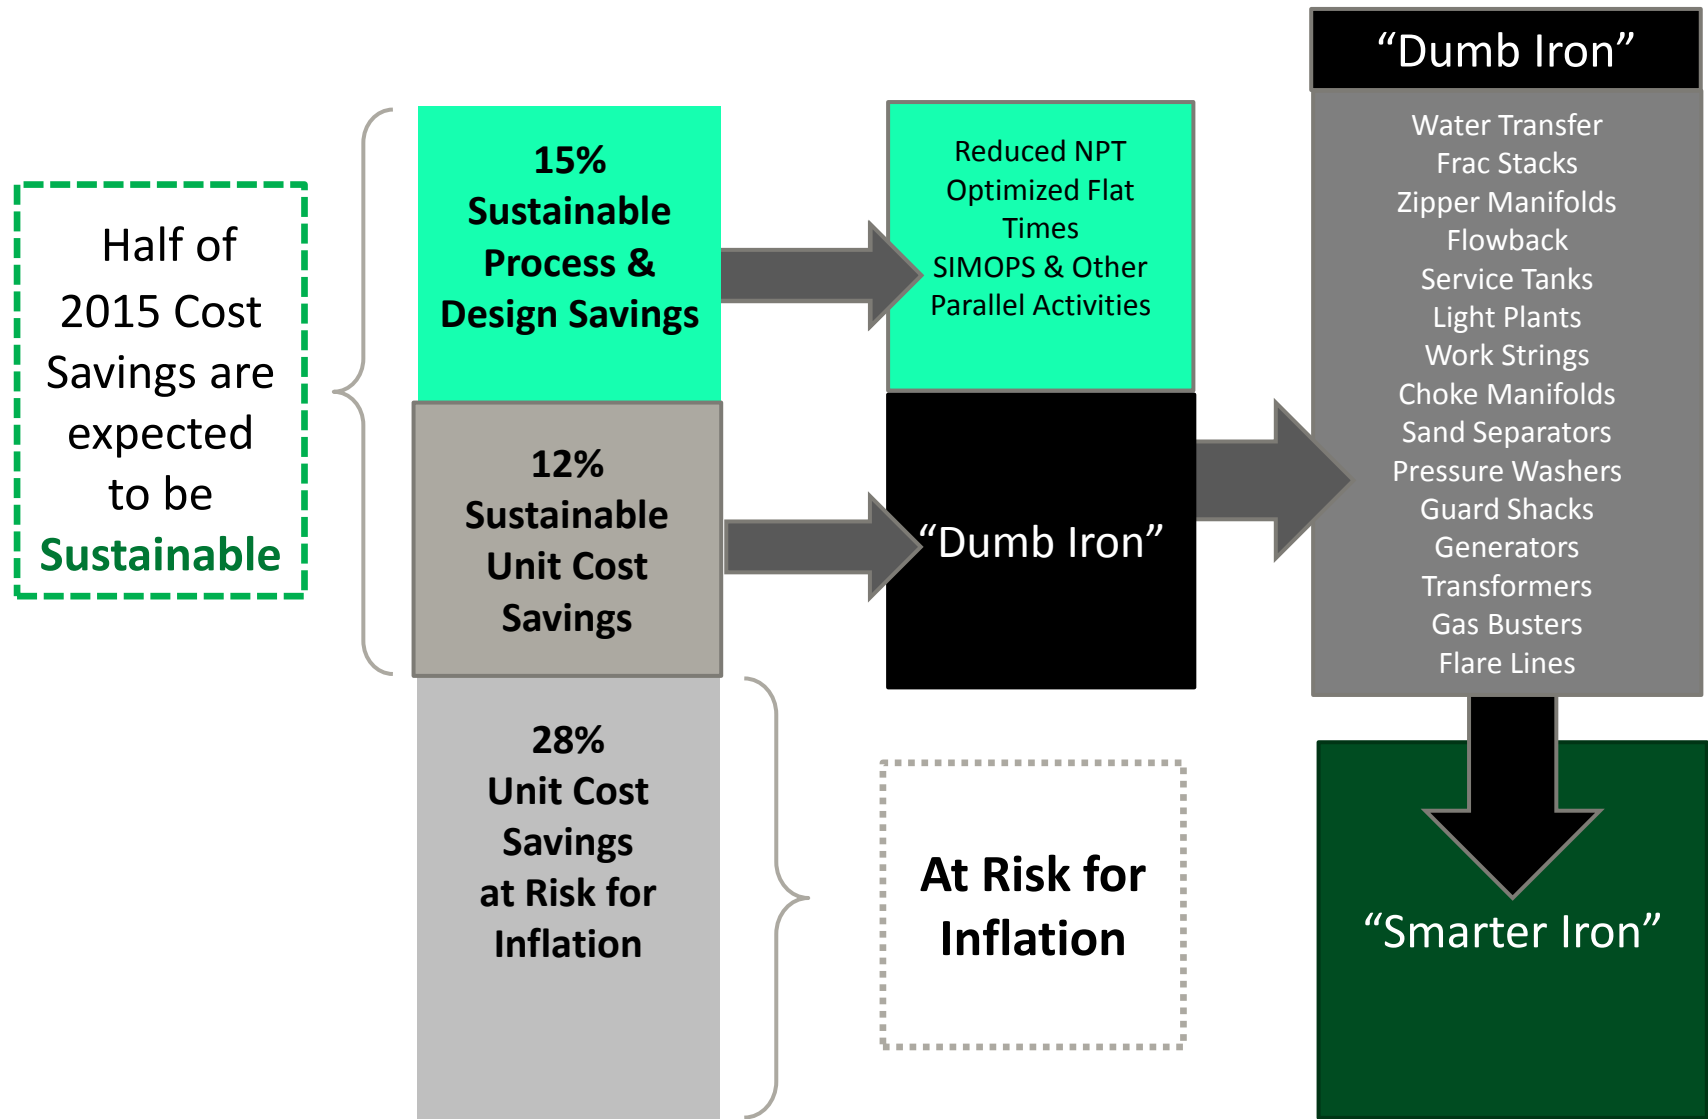 Half of
2015 Cost
Savings are
expected
to be
Sustainable
15%
Sustainable
Process &
Design Savings
12%
Sustainable
Unit Cost
Savings
28%
Unit Cost
Savings
at Risk for
Inflation
Reduced NPT
Optimized Flat
Times
SIMOPS & Other
Parallel Activities
“Dumb Iron”
At Risk for
Inflation
“Dumb Iron”
Water Transfer
Frac Stacks
Zipper Manifolds
Flowback
Service Tanks
Light Plants
Work Strings
Choke Manifolds
Sand Separators
Pressure Washers
Guard Shacks
Generators
Transformers
Gas Busters
Flare Lines
“Smarter Iron”